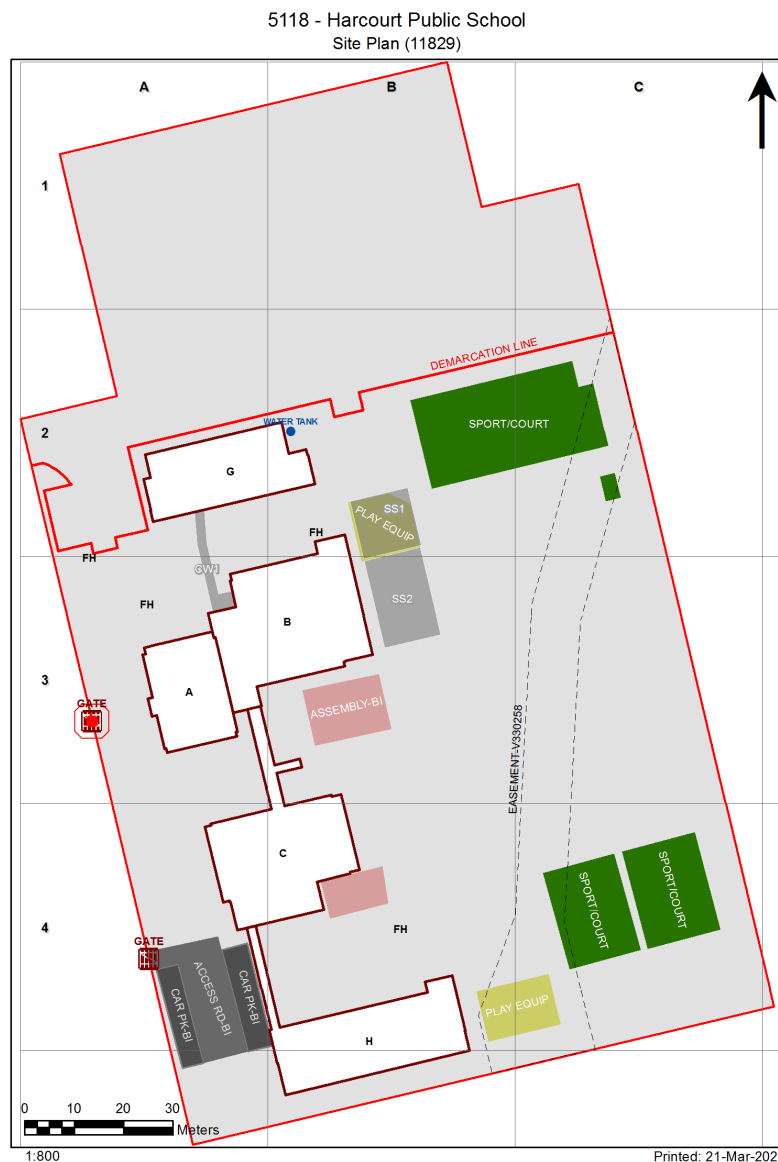 5118 - Harcourt Public School
Site Plan (11829)
A
B
C
1
DEMARCATION LINE
2
WATER TANK
SPORT/COURT
G
SS1
PLAY EQUIP
FH
FH
CW1
SS2
FH
B
3
A
GATE
ASSEMBLY-BI
EASEMENT-V330258
C
SPORT/COURT
SPORT/COURT
4
FH
GATE
ACCESS RD-BI
CAR PK-BI
CAR PK-BI
PLAY EQUIP
H
0 10 20 30
Meters
1:800
Printed: 21-Mar-202